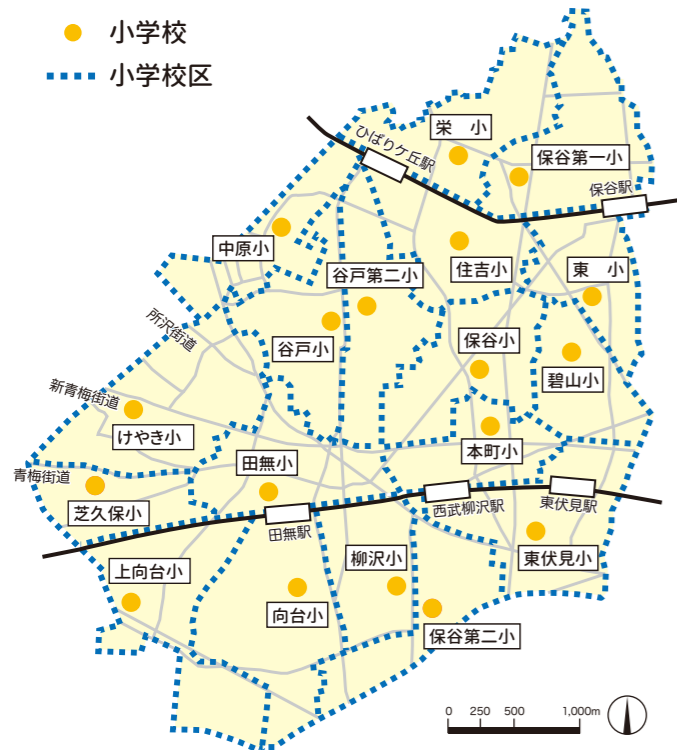 小学校
小学校区
栄　小
ひばりケ丘駅
保谷第一小
保谷駅
中原小
谷戸第二小
住吉小
東　小
所沢街道
谷戸小
保谷小
碧山小
新青梅街道
けやき小
本町小
青梅街道
田無小
芝久保小
西武柳沢駅
東伏見駅
田無駅
柳沢小
東伏見小
上向台小
向台小
保谷第二小
0 250 500 1,000m